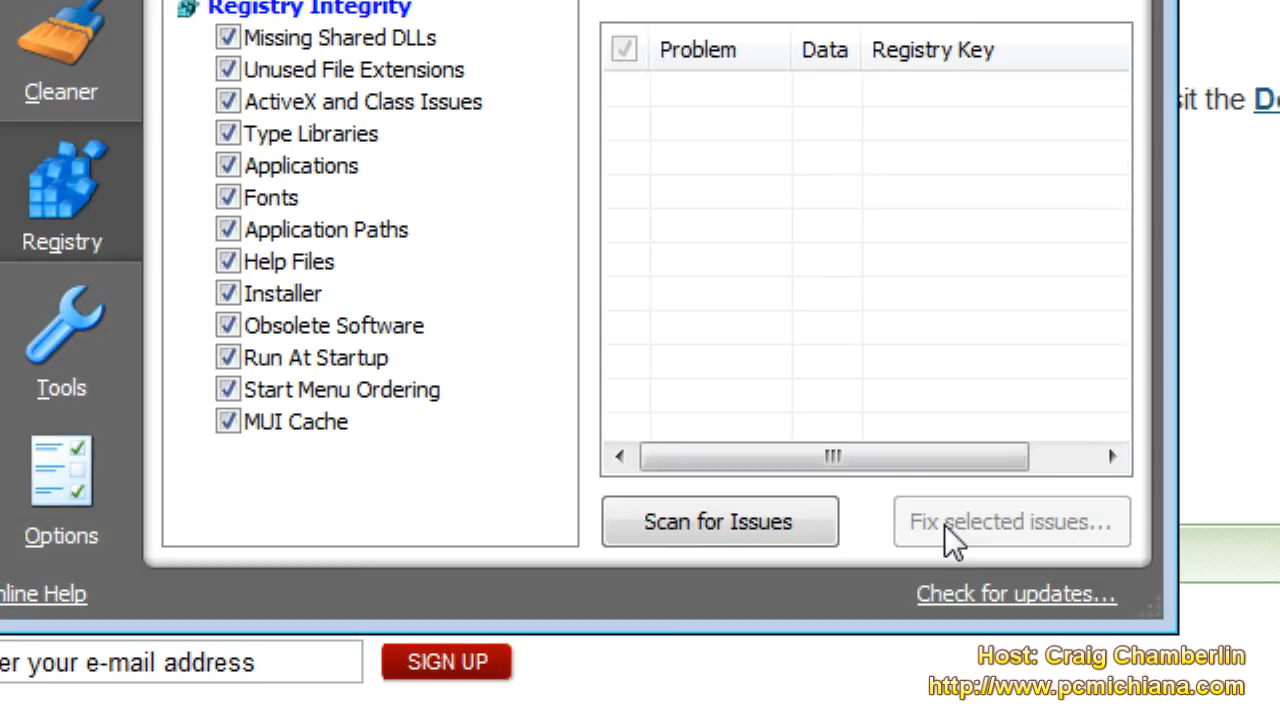 Registry Integrity
Missing Shared DLLs
Unused File Extensions
ActiveX and Class Issues
Type Libraries
Applications
Fonts
Application Paths
Help Files
Installer
Obsolete Software
Run At Startup
Start Menu Ordering
MUI Cache
Cleaner
Registry
Tools
Options
Problem Data Registry Key
Scan for Issues Fix selected issues...
nline Help
Check for updates...
sit the
er your e-mail address SIGN UP
Host: Craig Chamberlin
http://www.pcmichiana.com